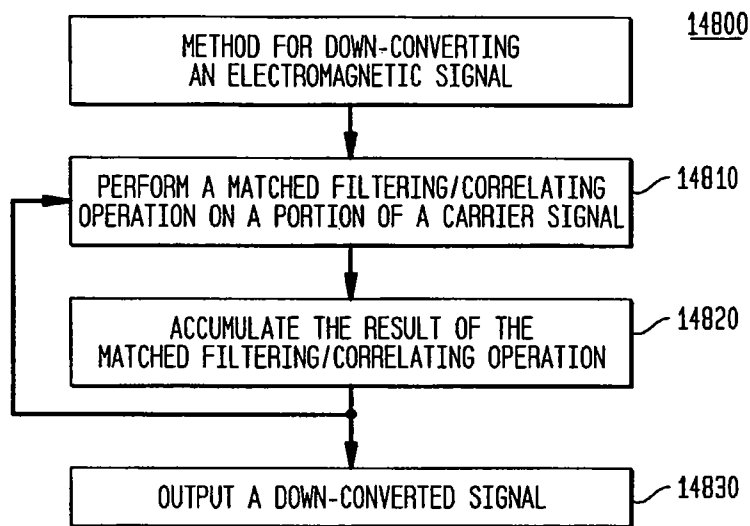 14800
METHOD FOR DOWN-CONVERTING
AN ELECTROMAGNETIC SIGNAL
PERFORM A MATCHED FILTERING/CORRELATING
OPERATION ON A PORTION OF A CARRIER SIGNAL
14810
ACCUMULATE THE RESULT OF THE
MATCHED FILTERING/CORRELATING OPERATION
14820
OUTPUT A DOWN-CONVERTED SIGNAL
14830